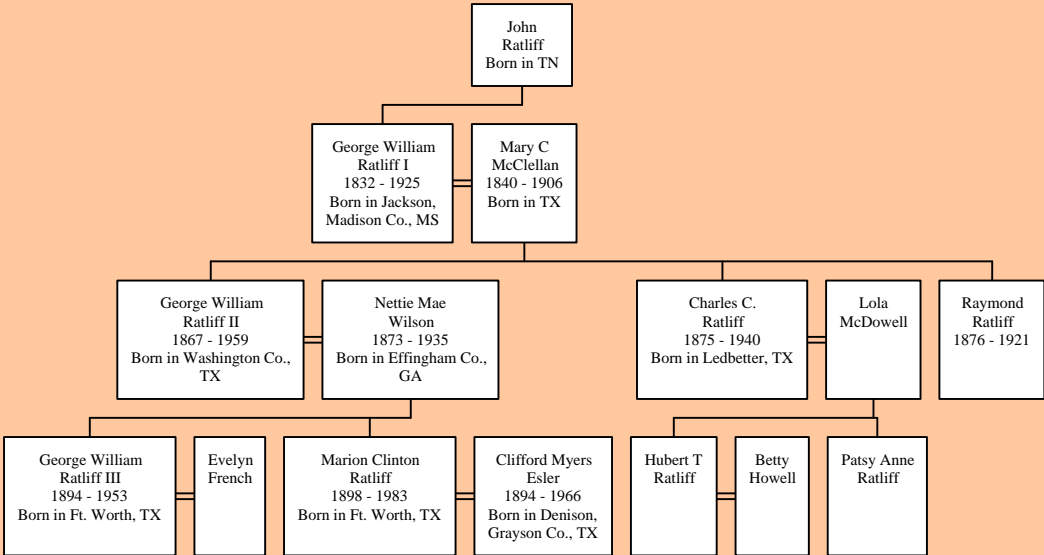 John
Ratliff
Born in TN
George William
Ratliff I
1832 - 1925
Born in Jackson,
Madison Co., MS
Mary C
McClellan
1840 - 1906
Born in TX
George William
Ratliff II
1867 - 1959
Born in Washington Co.,
TX
Nettie Mae
Wilson
1873 - 1935
Born in Effingham Co.,
GA
Charles C.
Ratliff
1875 - 1940
Born in Ledbetter, TX
Lola
McDowell
Raymond
Ratliff
1876 - 1921
George William
Ratliff III
1894 - 1953
Born in Ft. Worth, TX
Evelyn
French
Marion Clinton
Ratliff
1898 - 1983
Born in Ft. Worth, TX
Clifford Myers
Esler
1894 - 1966
Born in Denison,
Grayson Co., TX
Hubert T
Ratliff
Betty
Howell
Patsy Anne
Ratliff